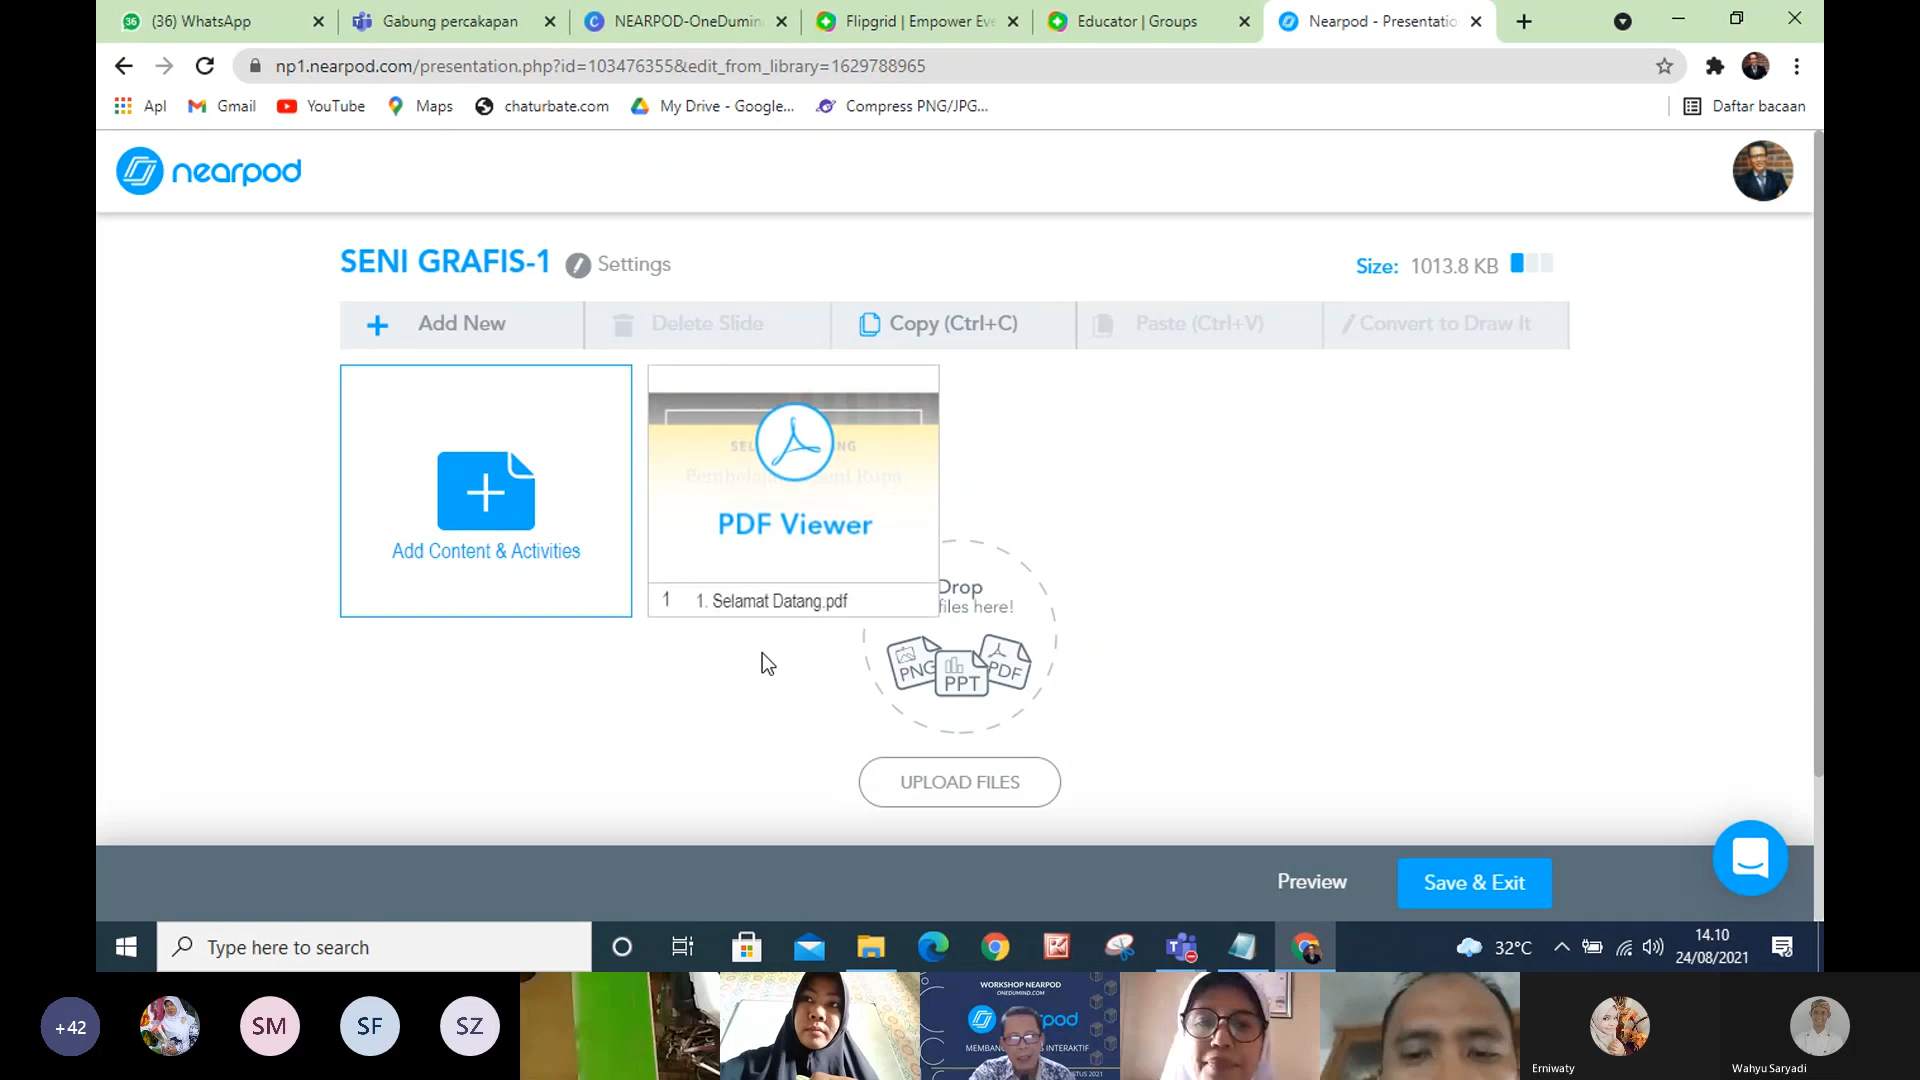 (36) WhatsApp
Gabung percakapan
NEARPOD-OneDumin
Flipgrid | Empower Eve
Educator | Groups
Nearpod - Presentatio
np1.nearpod.com/presentation.php?id=103476355&edit_from_library=1629788965
Apl
Gmail
YouTube
Maps
chaturbate.com
My Drive - Google...
Compress PNG/JPG...
Daftar bacaan
nearpod
SENI GRAFIS-1
Settings
Size: 1013.8 KB
Add New
Delete Slide
Copy (Ctrl+C)
Paste (Ctrl+V)
Convert to Draw It
Add Content & Activities
PDF Viewer
1 1. Selamat Datang.pdf
Drop
files here!
PNG
PPT
PDF
UPLOAD FILES
Preview
Save & Exit
Type here to search
32°C
14.10
24/08/2021
+42
SM
SF
SZ
WORKSHOP NEARPOD
ONEDUMIND.COM
Erniwaty
Wahyu Saryadi